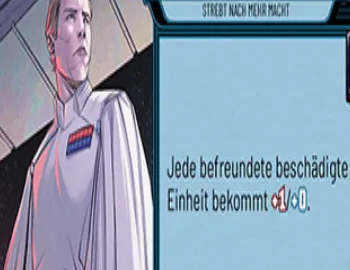 STREBT NACH MEHR MACHT
Jede befreundete beschädigte
Einheit bekommt +1/+0.